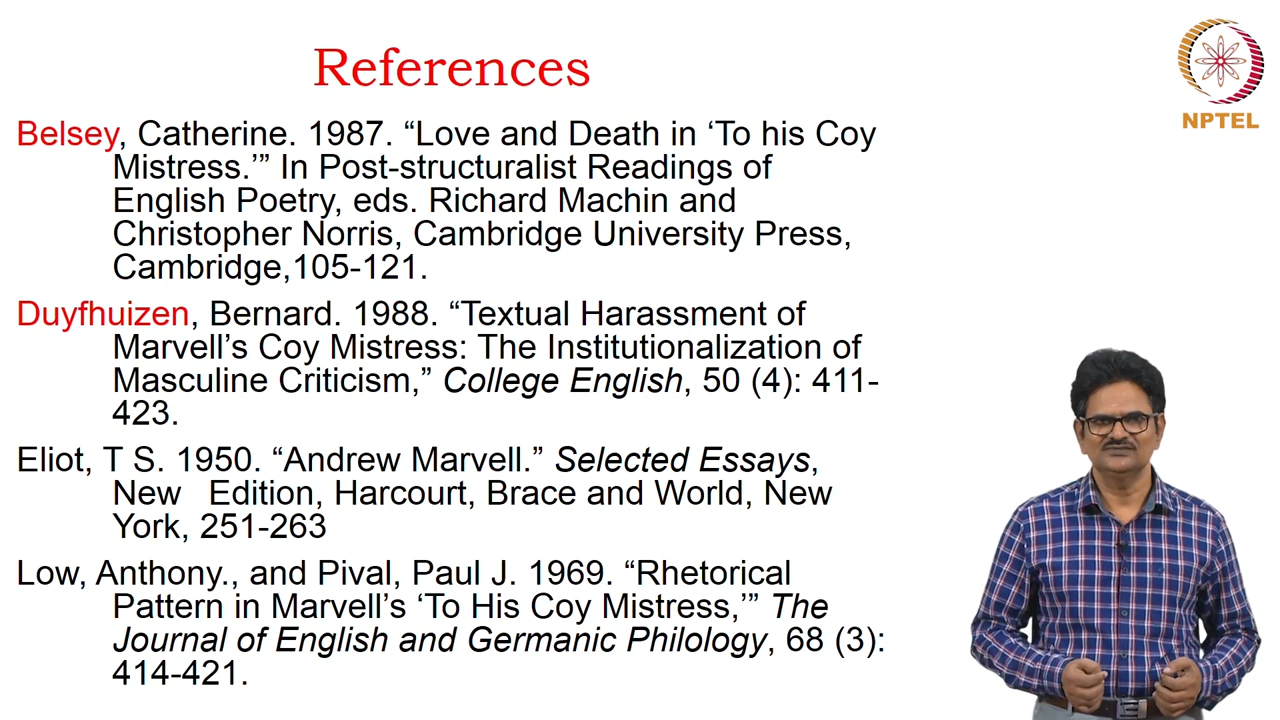 References
NPTEL
Belsey, Catherine. 1987. “Love and Death in ‘To his Coy
Mistress.’” In Post-structuralist Readings of
English Poetry, eds. Richard Machin and
Christopher Norris, Cambridge University Press,
Cambridge,105-121.
Duyfhuizen, Bernard. 1988. “Textual Harassment of
Marvell’s Coy Mistress: The Institutionalization of
Masculine Criticism,” College English, 50 (4): 411-
423.
Eliot, T S. 1950. “Andrew Marvell.” Selected Essays,
New Edition, Harcourt, Brace and World, New
York, 251-263
Low, Anthony., and Pival, Paul J. 1969. “Rhetorical
Pattern in Marvell’s ‘To His Coy Mistress,’” The
Journal of English and Germanic Philology, 68 (3):
414-421.